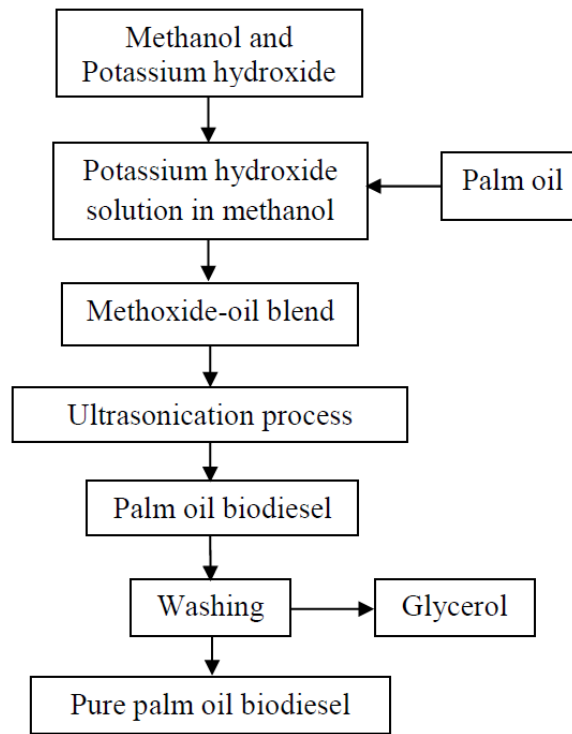 Methanol and
Potassium hydroxide
Potassium hydroxide
solution in methanol
Palm oil
Methoxide-oil blend
Ultrasonication process
Palm oil biodiesel
Washing
Glycerol
Pure palm oil biodiesel